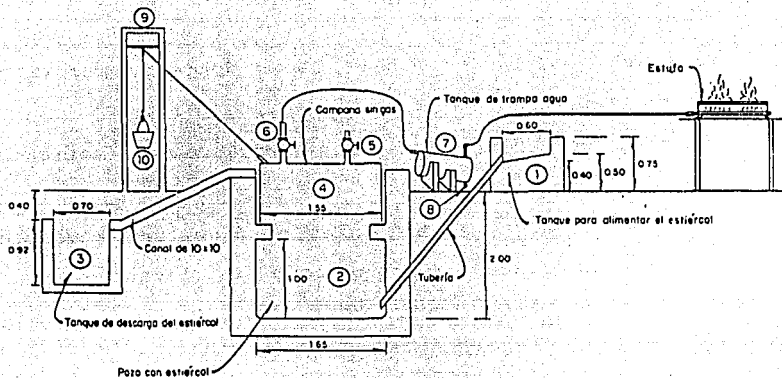 9
Estufa
Tanque de trampa agua
Campana sin gas
6
5
7
0.60
10
4
1
0.75
0.50
0.40
8
1.55
Tanque para alimentar el estiércol
0.40
0.70
Canal de 10 x 10
0.92
3
2
1.00
2.00
Tubería
Tanque de descarga del estiércol
1.65
Pozo con estiércol